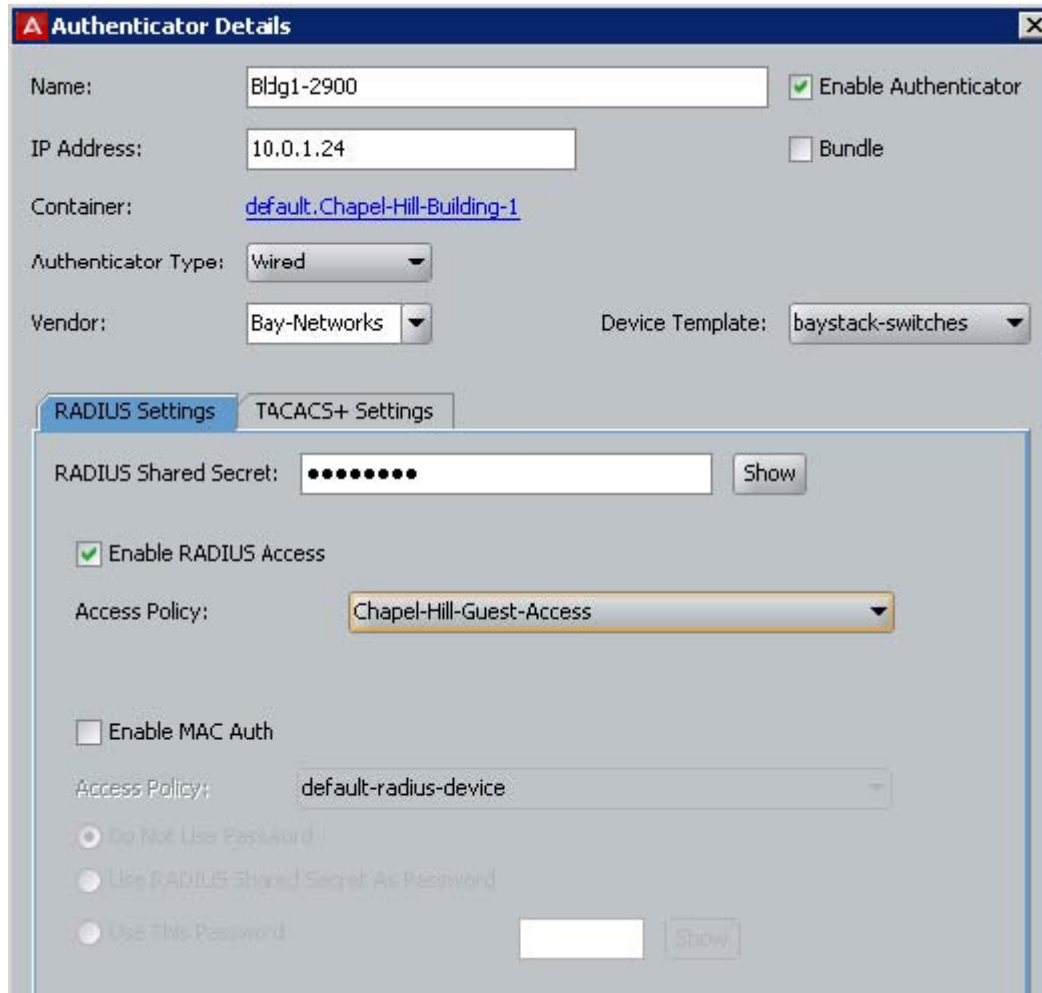 Authenticator Details
Name: Bldg1-2900 Enable Authenticator
IP Address: 10.0.1.24 Bundle
Container: default.Chapel-Hill-Building-1
Authenticator Type: Wired
Vendor: Bay-Networks Device Template: baystack-switches
RADIUS Settings TACACS+ Settings
RADIUS Shared Secret: •••••••• Show
Enable RADIUS Access
Access Policy: Chapel-Hill-Guest-Access
Enable MAC Auth
Access Policy: default-radius-device
Do Not Use Password
Use RADIUS Shared Secret As Password
Use This Password Show